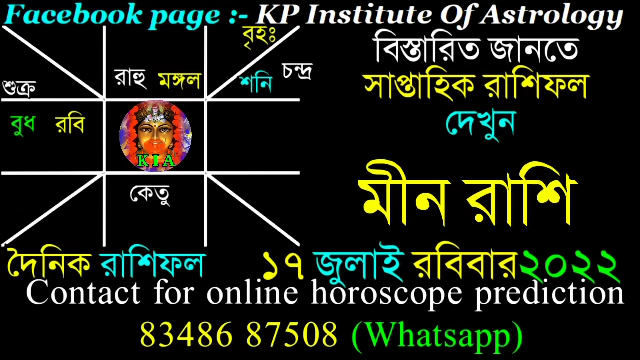 Facebook page :- KP Institute Of Astrology
বৃহঃ
শুক্র
রাহু মঙ্গল
শনি
চন্দ্র
বুধ রবি
KIA
কেতু
বিস্তারিত জানতে
সাপ্তাহিক রাশিফল
দেখুন
মীন রাশি
দৈনিক রাশিফল ১৭ জুলাই রবিবার ২০২২
Contact for online horoscope prediction
83486 87508 (Whatsapp)